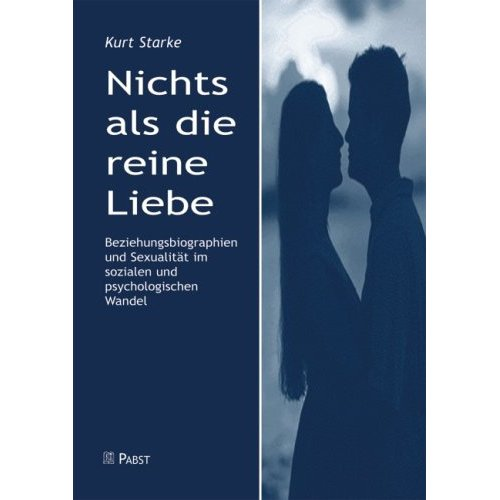 Kurt Starke
Nichts
als die
reine
Liebe
Beziehungsbiographien
und Sexualität im
sozialen und
psychologischen
Wandel
PABST